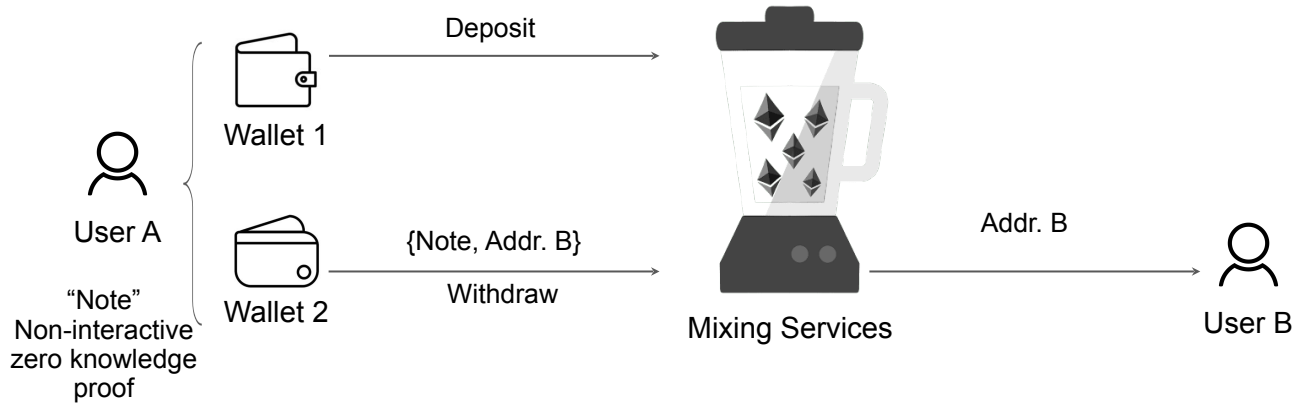 Deposit
Wallet 1
User A
{Note, Addr. B}
Withdraw
Addr. B
“Note”
Non-interactive
zero knowledge
proof
Wallet 2
Mixing Services
User B